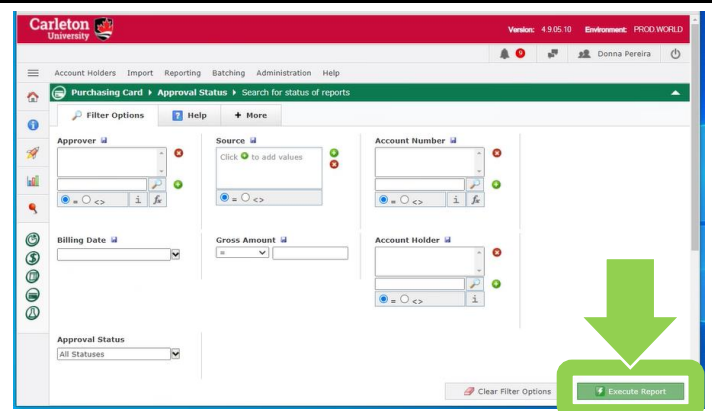 Carleton
University
Version: 4.9.05.10 Environment: PROD.WORLD
9 Donna Pereira
Account Holders Import Reporting Batching Administration Help
Purchasing Card Approval Status Search for status of reports
Filter Options ? Help + More
Approver Source Account Number
Click to add values
= <> i fx = <> = <> i fx
Billing Date Gross Amount Account Holder
=
= <> i
Approval Status
All Statuses
Clear Filter Options Execute Report